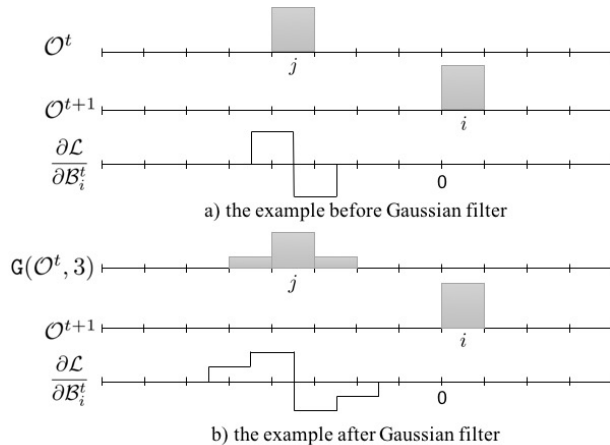 𝒪^t
j
𝒪^{t+1}
i
∂ℒ/∂ℬ_i^t
0
a) the example before Gaussian filter
G(𝒪^t, 3)
j
𝒪^{t+1}
i
∂ℒ/∂ℬ_i^t
0
b) the example after Gaussian filter